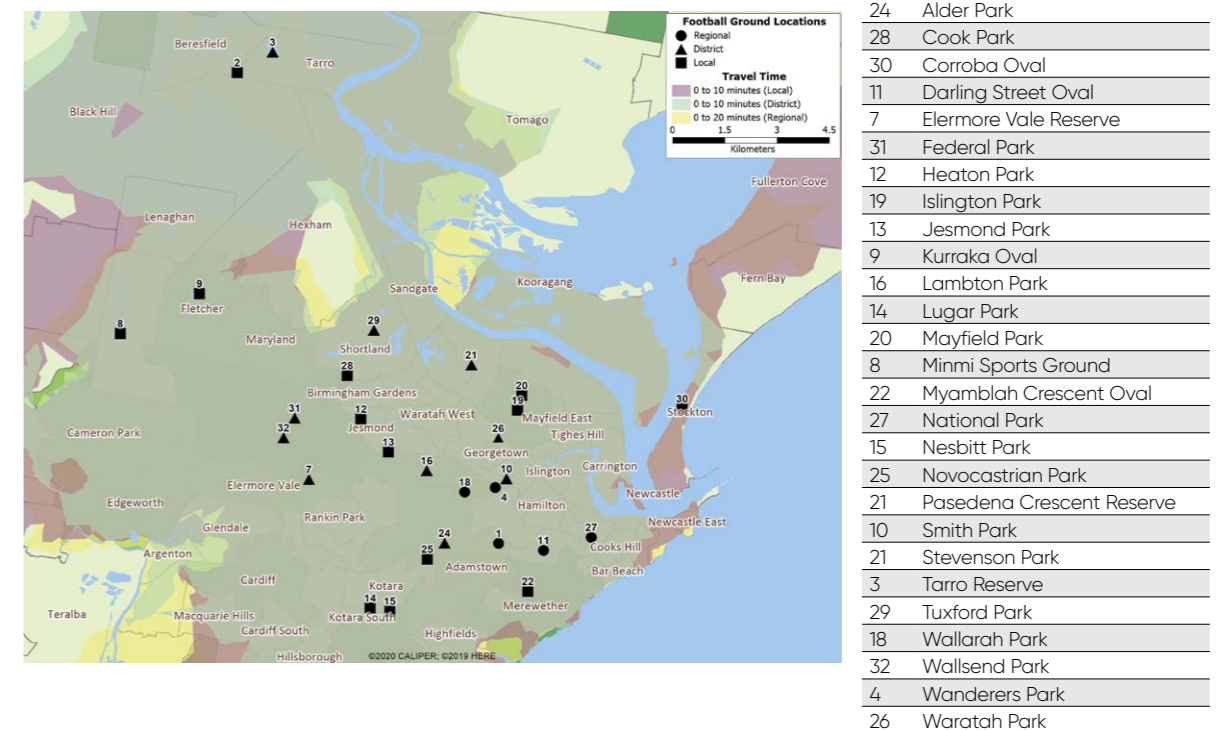 Football Ground Locations
Regional
District
Local
Travel Time
0 to 10 minutes (Local)
0 to 10 minutes (District)
0 to 20 minutes (Regional)
0 1.5 3 4.5
Kilometers
3
Beresfield
2
Tarro
Black Hill
Tomago
Fullerton Cove
Lenaghan
Hexham
Fern Bay
9
Sandgate
Kooragang
Fletcher
8
29
Maryland
Shortland
21
28
20
Birmingham Gardens
30
19
31
12
Waratah West
Stockton
Mayfield East
Jesmond
32
26
Tighes Hill
Cameron Park
13
Georgetown
16
7
10
Islington
Carrington
18
Elermore Vale
4
Newcastle
Edgeworth
Hamilton
Rankin Park
Newcastle East
Glendale
27
24
1
11
Cooks Hill
25
Argenton
Adamstown
Bar Beach
Cardiff
22
Kotara
14 15
Merewether
Teralba
Macquarie Hills
Kotara South
Cardiff South
Highfields
Hillsborough
©2020 CALIPER; ©2019 HERE
24 Alder Park
28 Cook Park
30 Corroba Oval
11 Darling Street Oval
7 Elermore Vale Reserve
31 Federal Park
12 Heaton Park
19 Islington Park
13 Jesmond Park
9 Kurraka Oval
16 Lambton Park
14 Lugar Park
20 Mayfield Park
8 Minmi Sports Ground
22 Myamblah Crescent Oval
27 National Park
15 Nesbitt Park
25 Novocastrian Park
21 Pasedena Crescent Reserve
10 Smith Park
21 Stevenson Park
3 Tarro Reserve
29 Tuxford Park
18 Wallarah Park
32 Wallsend Park
4 Wanderers Park
26 Waratah Park